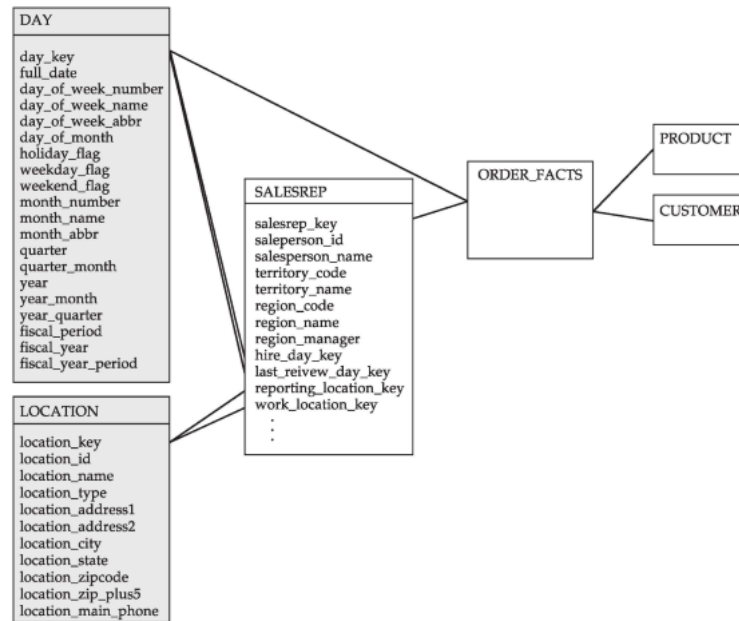 DAY
day_key
full_date
day_of_week_number
day_of_week_name
day_of_week_abbr
day_of_month
holiday_flag
weekday_flag
weekend_flag
month_number
month_name
month_abbr
quarter
quarter_month
year
year_month
year_quarter
fiscal_period
fiscal_year
fiscal_year_period
LOCATION
location_key
location_id
location_name
location_type
location_address1
location_address2
location_city
location_state
location_zipcode
location_zip_plus5
location_main_phone
SALESREP
salesrep_key
saleperson_id
salesperson_name
territory_code
territory_name
region_code
region_name
region_manager
hire_day_key
last_reivew_day_key
reporting_location_key
work_location_key
ORDER_FACTS
PRODUCT
CUSTOMER